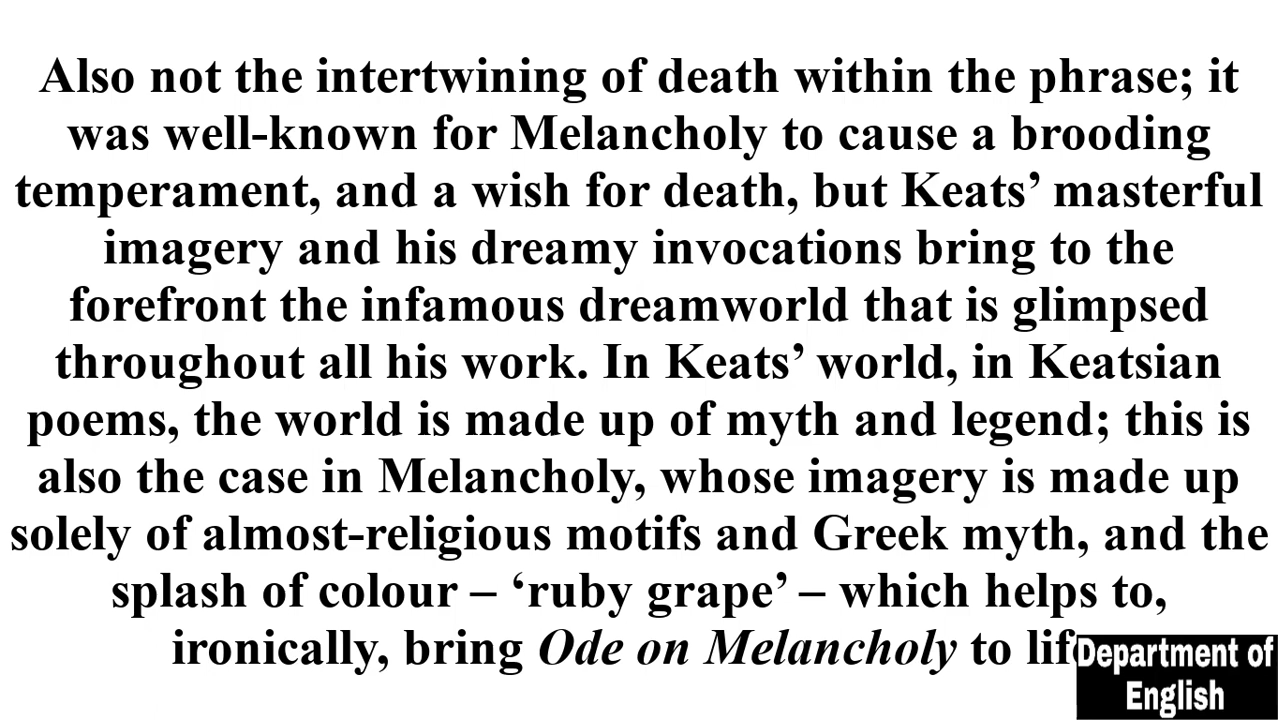 Also not the intertwining of death within the phrase; it
was well-known for Melancholy to cause a brooding
temperament, and a wish for death, but Keats’ masterful
imagery and his dreamy invocations bring to the
forefront the infamous dreamworld that is glimpsed
throughout all his work. In Keats’ world, in Keatsian
poems, the world is made up of myth and legend; this is
also the case in Melancholy, whose imagery is made up
solely of almost-religious motifs and Greek myth, and the
splash of colour – ‘ruby grape’ – which helps to,
ironically, bring Ode on Melancholy to
Department of
English